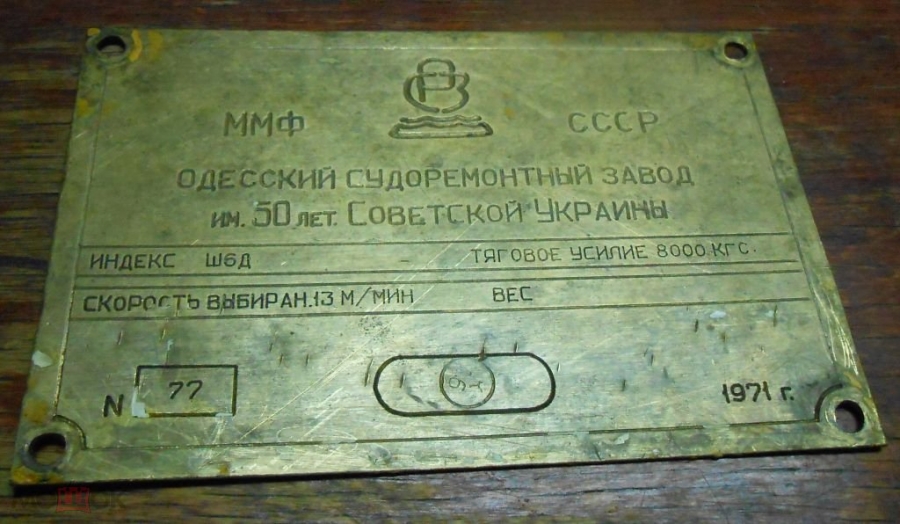 ММФ СССР
ОДЕССКИЙ СУДОРЕМОНТНЫЙ ЗАВОД
ИМ. 50 ЛЕТ. СОВЕТСКОЙ УКРАИНЫ
ИНДЕКС Ш6Д ТЯГОВОЕ УСИЛИЕ 8000.КГС.
СКОРОСТЬ ВЫБИРАН.13 М/МИН ВЕС
N 77
1971 г.